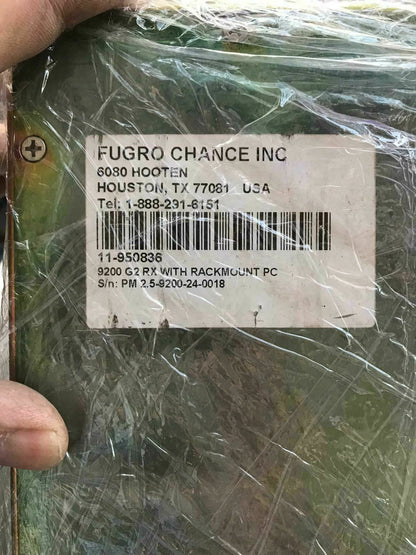 FUGRO CHANCE INC
6080 HOOTEN
HOUSTON, TX 77081 USA
Tel: 1-888-291-6151
11-950836
9200 G2 RX WITH RACKMOUNT PC
S/n: PM 2.5-9200-24-0018